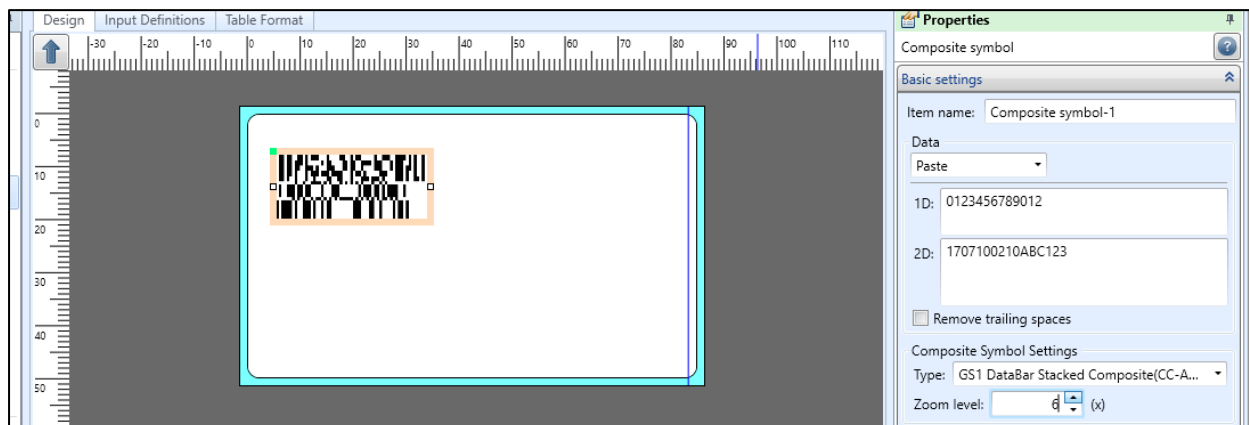 Design Input Definitions Table Format
-30 -20 -10 0 10 20 30 40 50 60 70 80 90 100 110
0
10
20
30
40
50
Properties
Composite symbol
?
Basic settings
Item name: Composite symbol-1
Data
Paste
1D: 0123456789012
2D: 1707100210ABC123
Remove trailing spaces
Composite Symbol Settings
Type: GS1 DataBar Stacked Composite(CC-A...
Zoom level: 6 (x)